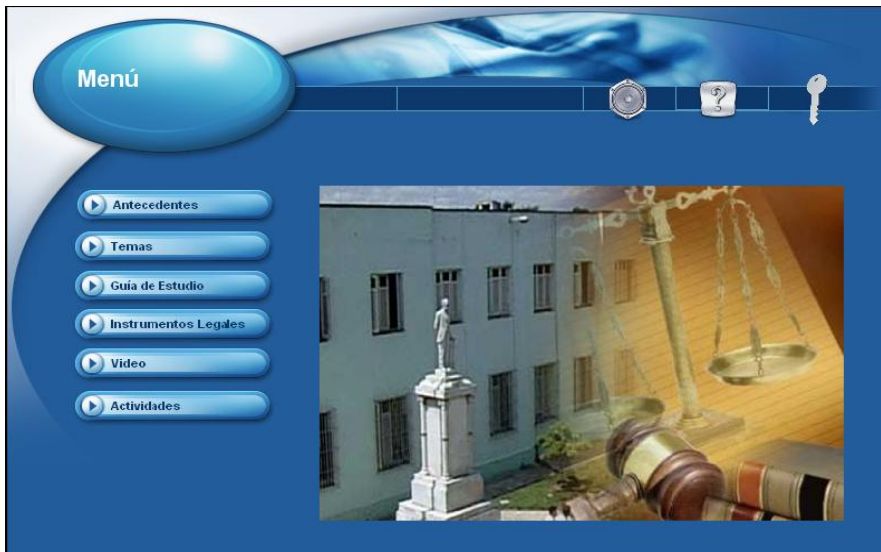 Menú
?
Antecedentes
Temas
Guía de Estudio
Instrumentos Legales
Video
Actividades